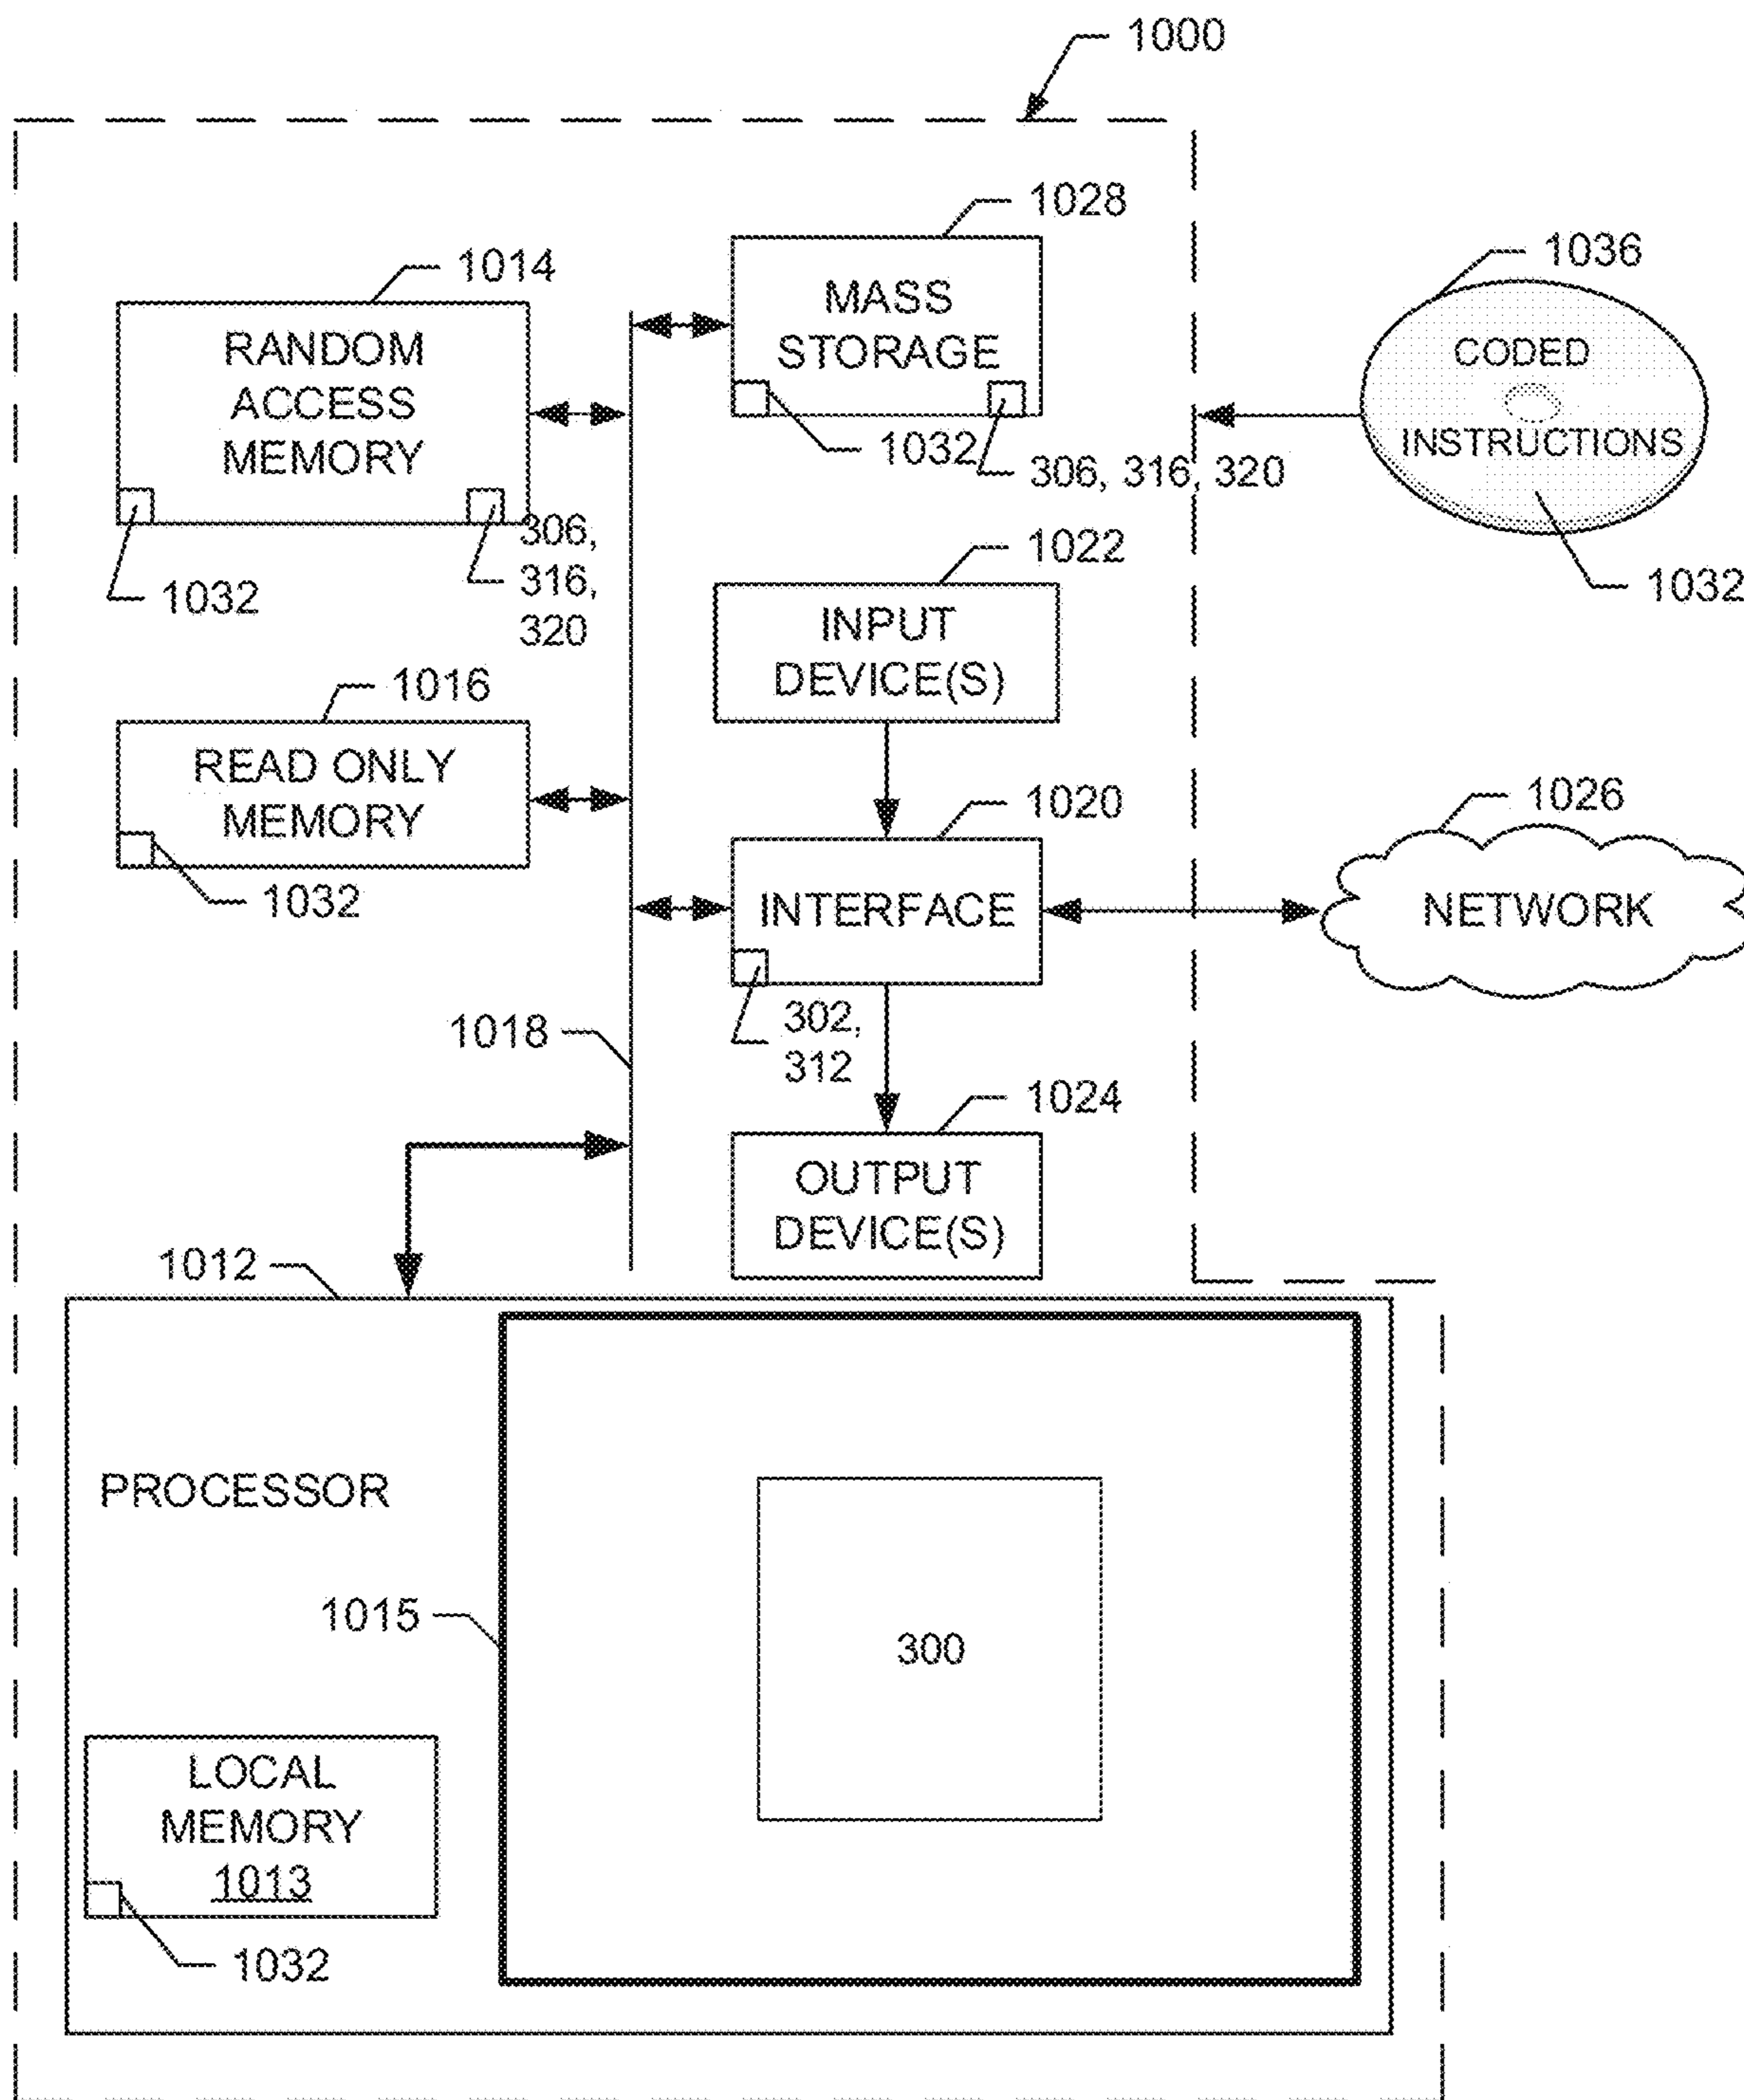 1000
1028
MASS
STORAGE
1032
306, 316, 320
1014
RANDOM
ACCESS
MEMORY
1032
306,
316,
320
1036
CODED
INSTRUCTIONS
1032
1022
INPUT
DEVICE(S)
1016
READ ONLY
MEMORY
1032
1020
INTERFACE
302,
312
1026
NETWORK
1018
1024
OUTPUT
DEVICE(S)
1012
PROCESSOR
1015
300
LOCAL
MEMORY
1013
1032